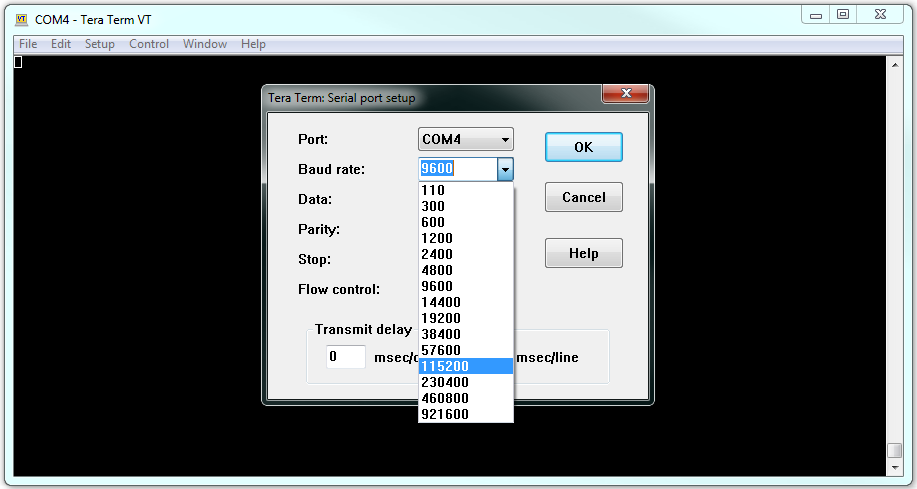 COM4 - Tera Term VT
File Edit Setup Control Window Help
Tera Term: Serial port setup
Port: COM4 OK
Baud rate: 9600
110
Data: Cancel
300
600
Parity: 1200
2400
Stop: 4800 Help
9600
Flow control:
14400
19200
Transmit delay
38400
57600
0 msec/ msec/line
115200
230400
460800
921600